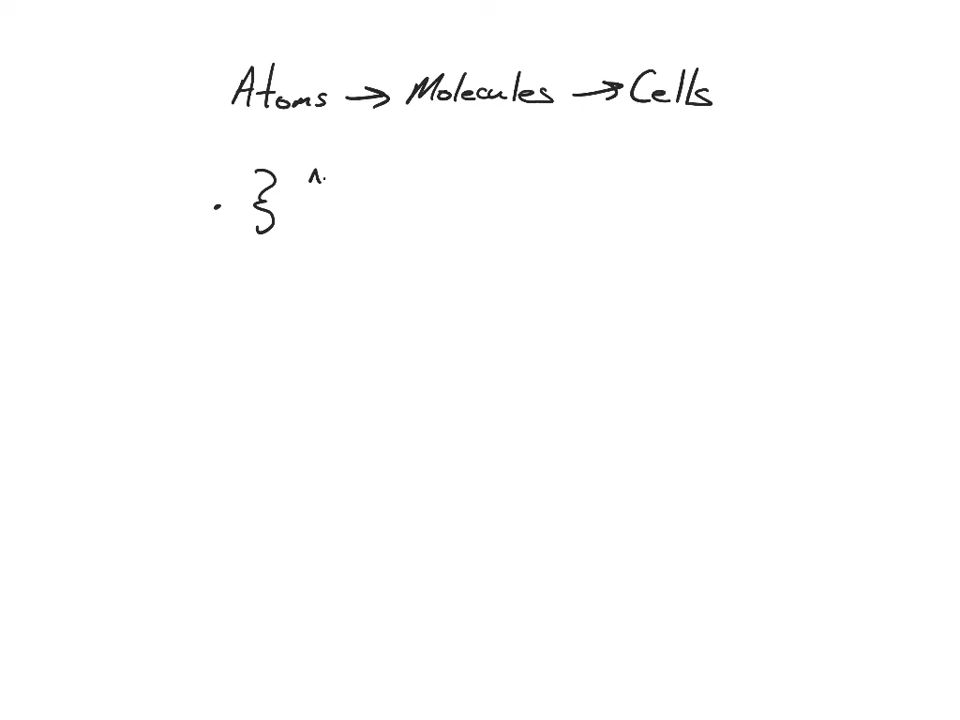 Atoms → Molecules → Cells
· }